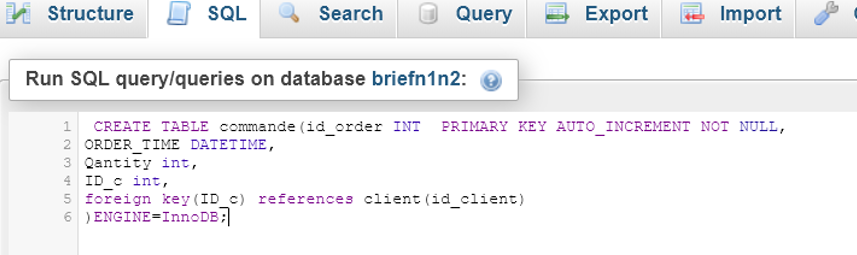 Structure SQL Search Query Export Import
Run SQL query/queries on database briefn1n2:
1 CREATE TABLE commande(id_order INT PRIMARY KEY AUTO_INCREMENT NOT NULL,
2 ORDER_TIME DATETIME,
3 Qantity int,
4 ID_c int,
5 foreign key(ID_c) references client(id_client)
6 )ENGINE=InnoDB;